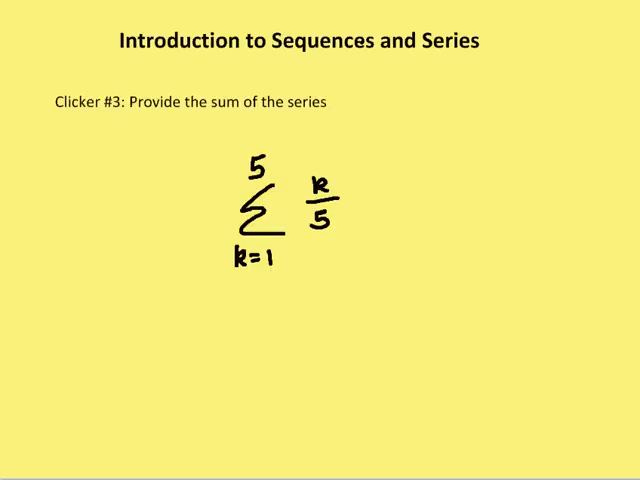 Introduction to Sequences and Series
Clicker #3: Provide the sum of the series
5
∑ k/5
k=1